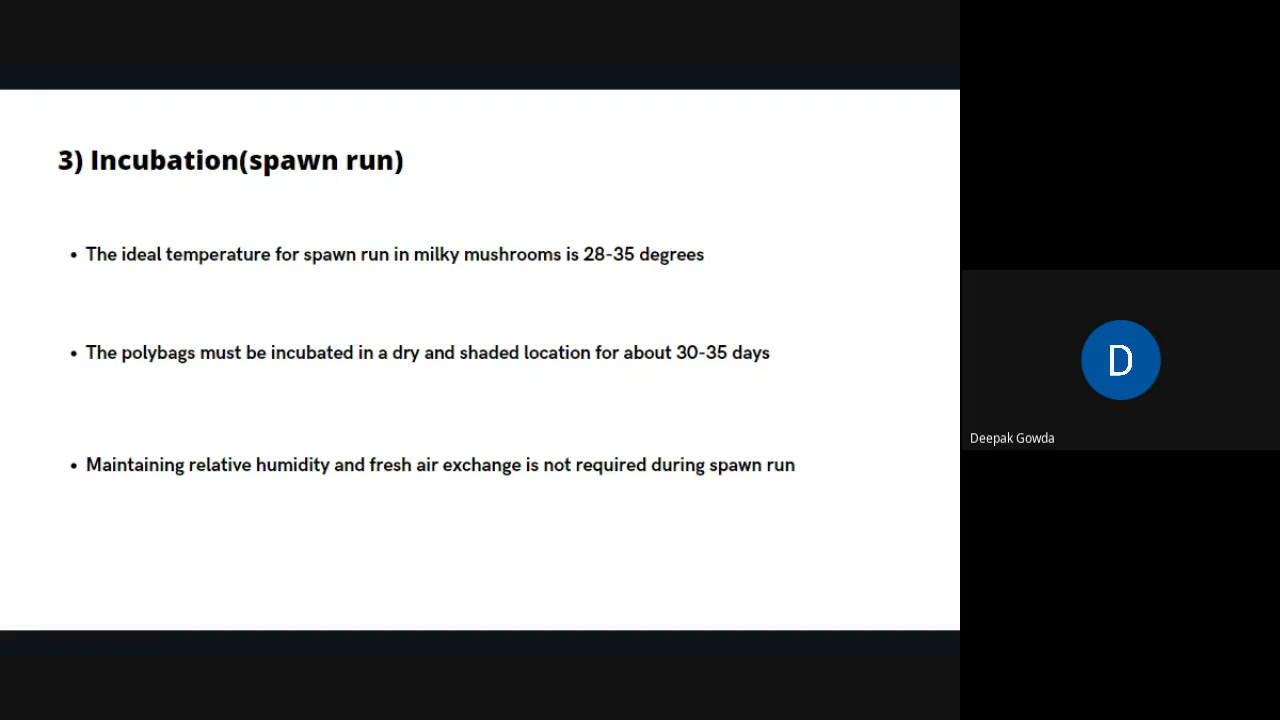 3) Incubation(spawn run)
• The ideal temperature for spawn run in milky mushrooms is 28-35 degrees
• The polybags must be incubated in a dry and shaded location for about 30-35 days
• Maintaining relative humidity and fresh air exchange is not required during spawn run
D
Deepak Gowda